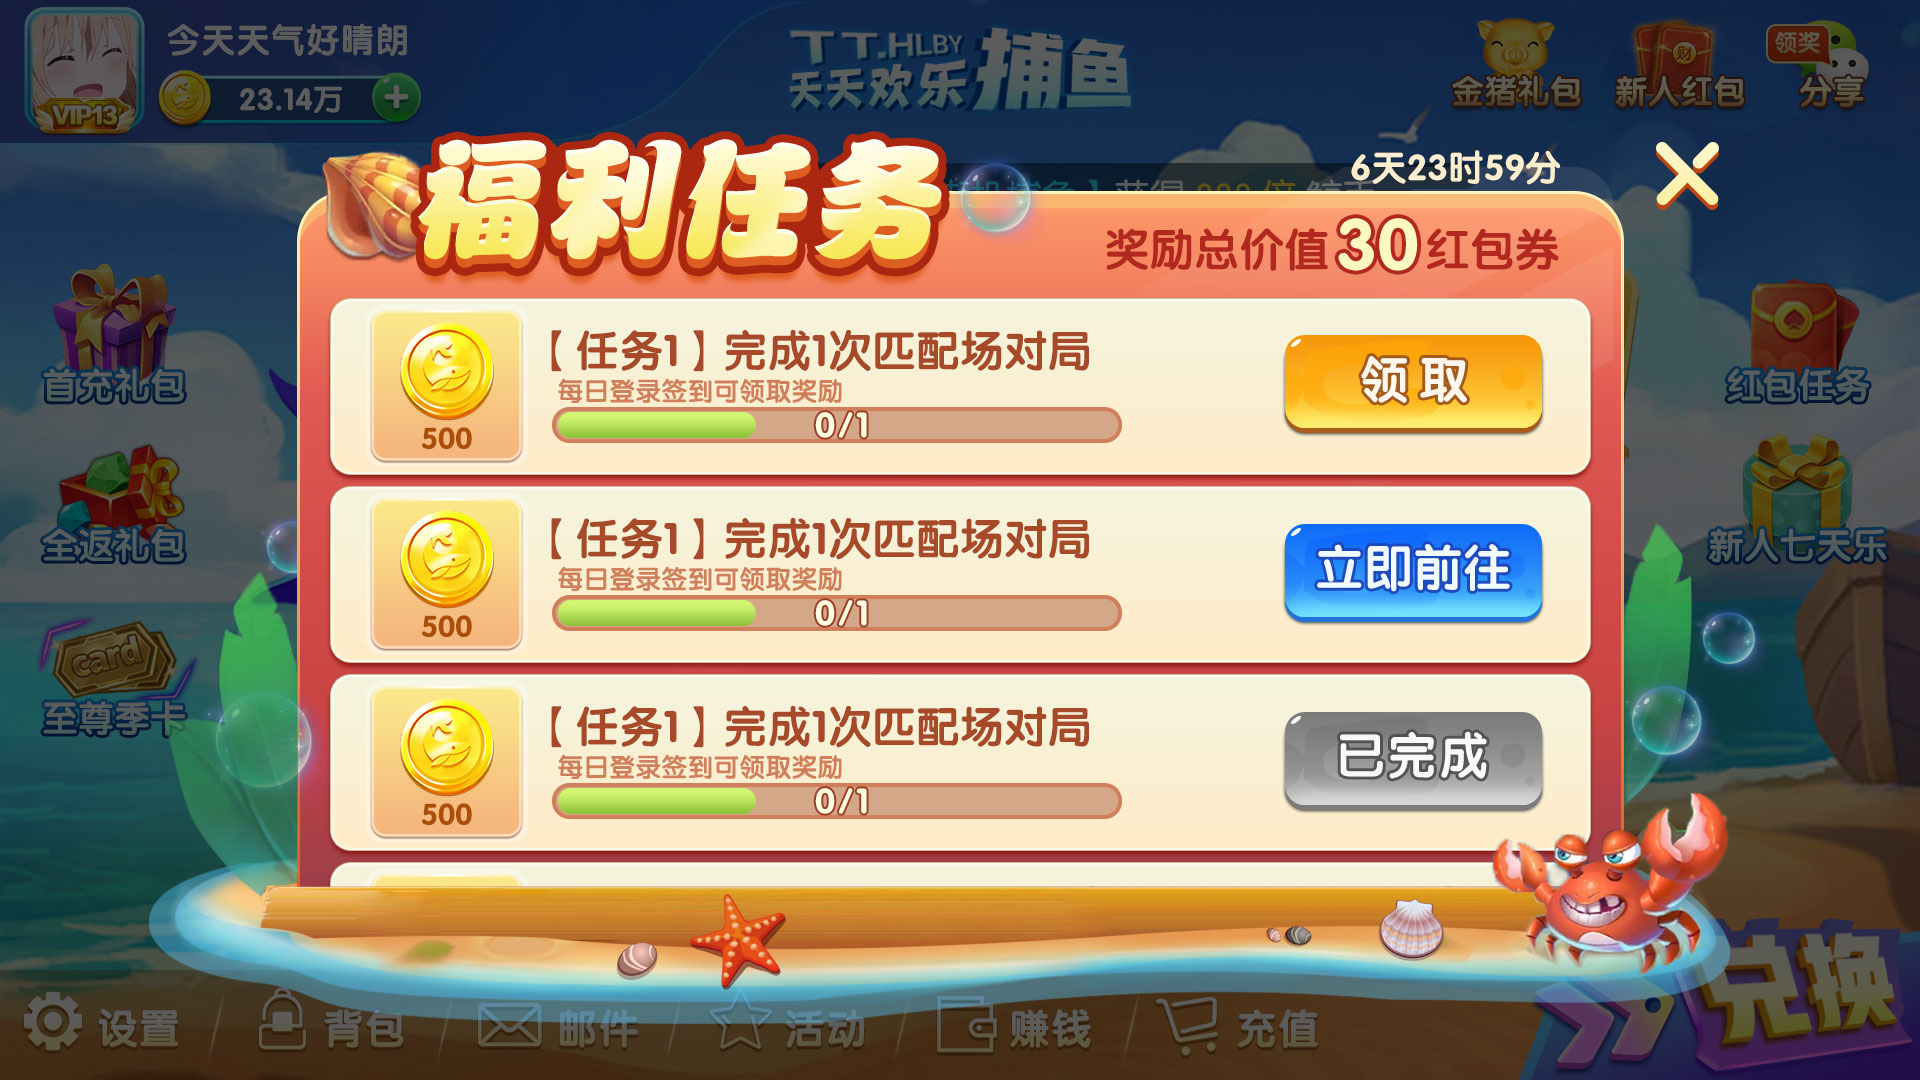 今天天气好晴朗
VIP13
23.14万
TT.HLBY
天天欢乐捕鱼
金猪礼包
新人红包
领奖
分享
福利任务
6天23时59分
奖励总价值30红包券
【任务1】完成1次匹配场对局
每日登录签到可领取奖励
0/1
500
领取
【任务1】完成1次匹配场对局
每日登录签到可领取奖励
0/1
500
立即前往
【任务1】完成1次匹配场对局
每日登录签到可领取奖励
0/1
500
已完成
首充礼包
全返礼包
card
至尊季卡
红包任务
新人七天乐
设置
背包
邮件
活动
赚钱
充值
兑换